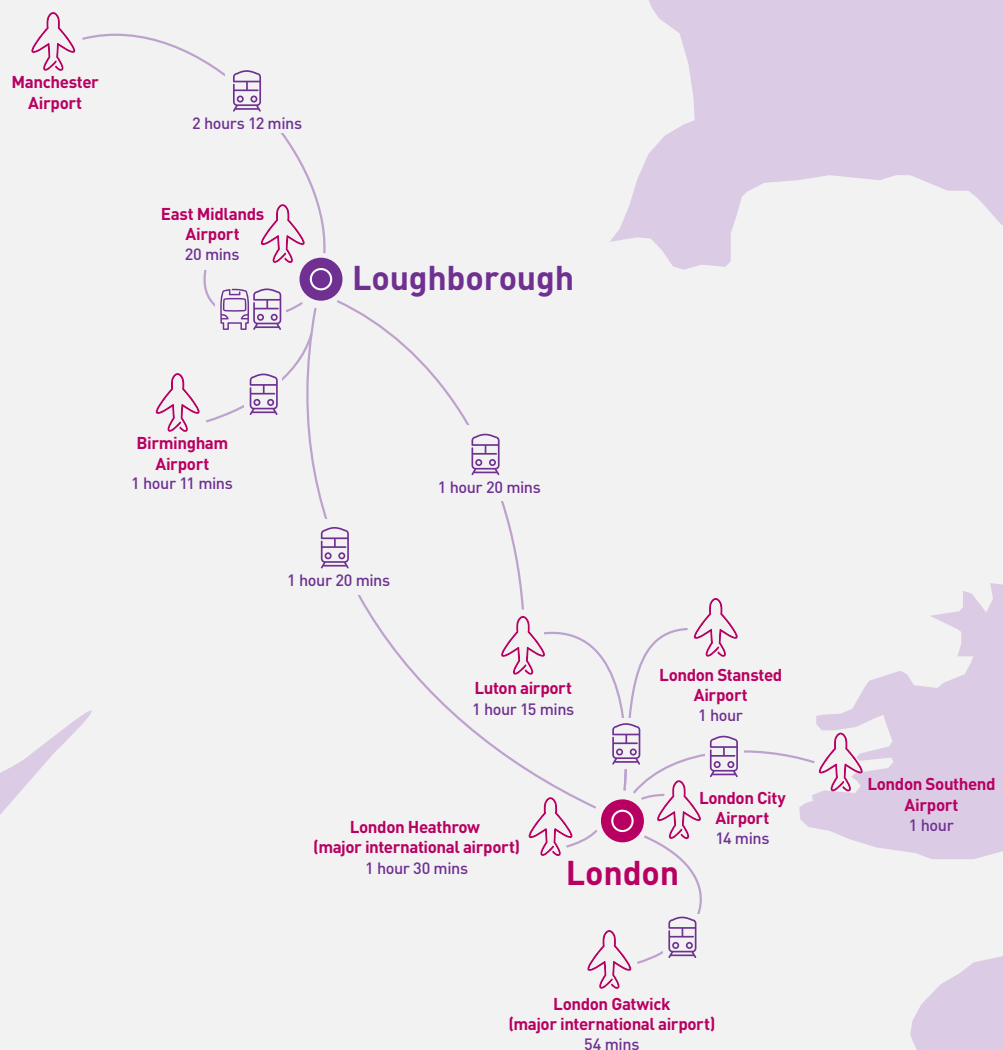 Manchester
Airport
2 hours 12 mins
East Midlands
Airport
20 mins
Loughborough
Birmingham
Airport
1 hour 11 mins
1 hour 20 mins
1 hour 20 mins
Luton airport
1 hour 15 mins
London Stansted
Airport
1 hour
London Southend
Airport
1 hour
London City
Airport
14 mins
London Heathrow
(major international airport)
1 hour 30 mins
London
London Gatwick
(major international airport)
54 mins